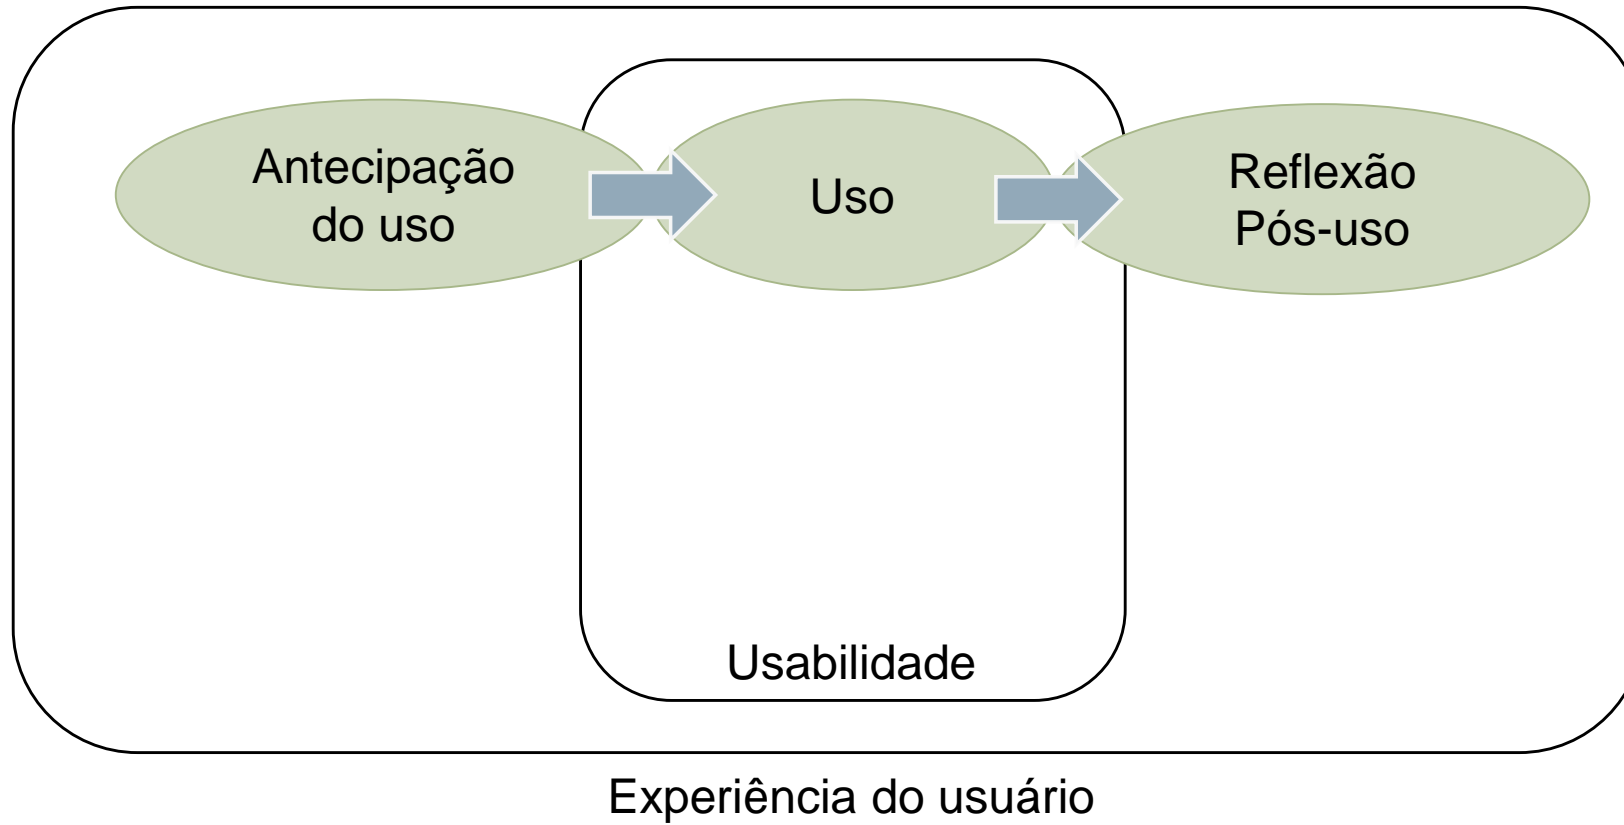 Antecipação
do uso
Uso
Reflexão
Pós-uso
Usabilidade
Experiência do usuário